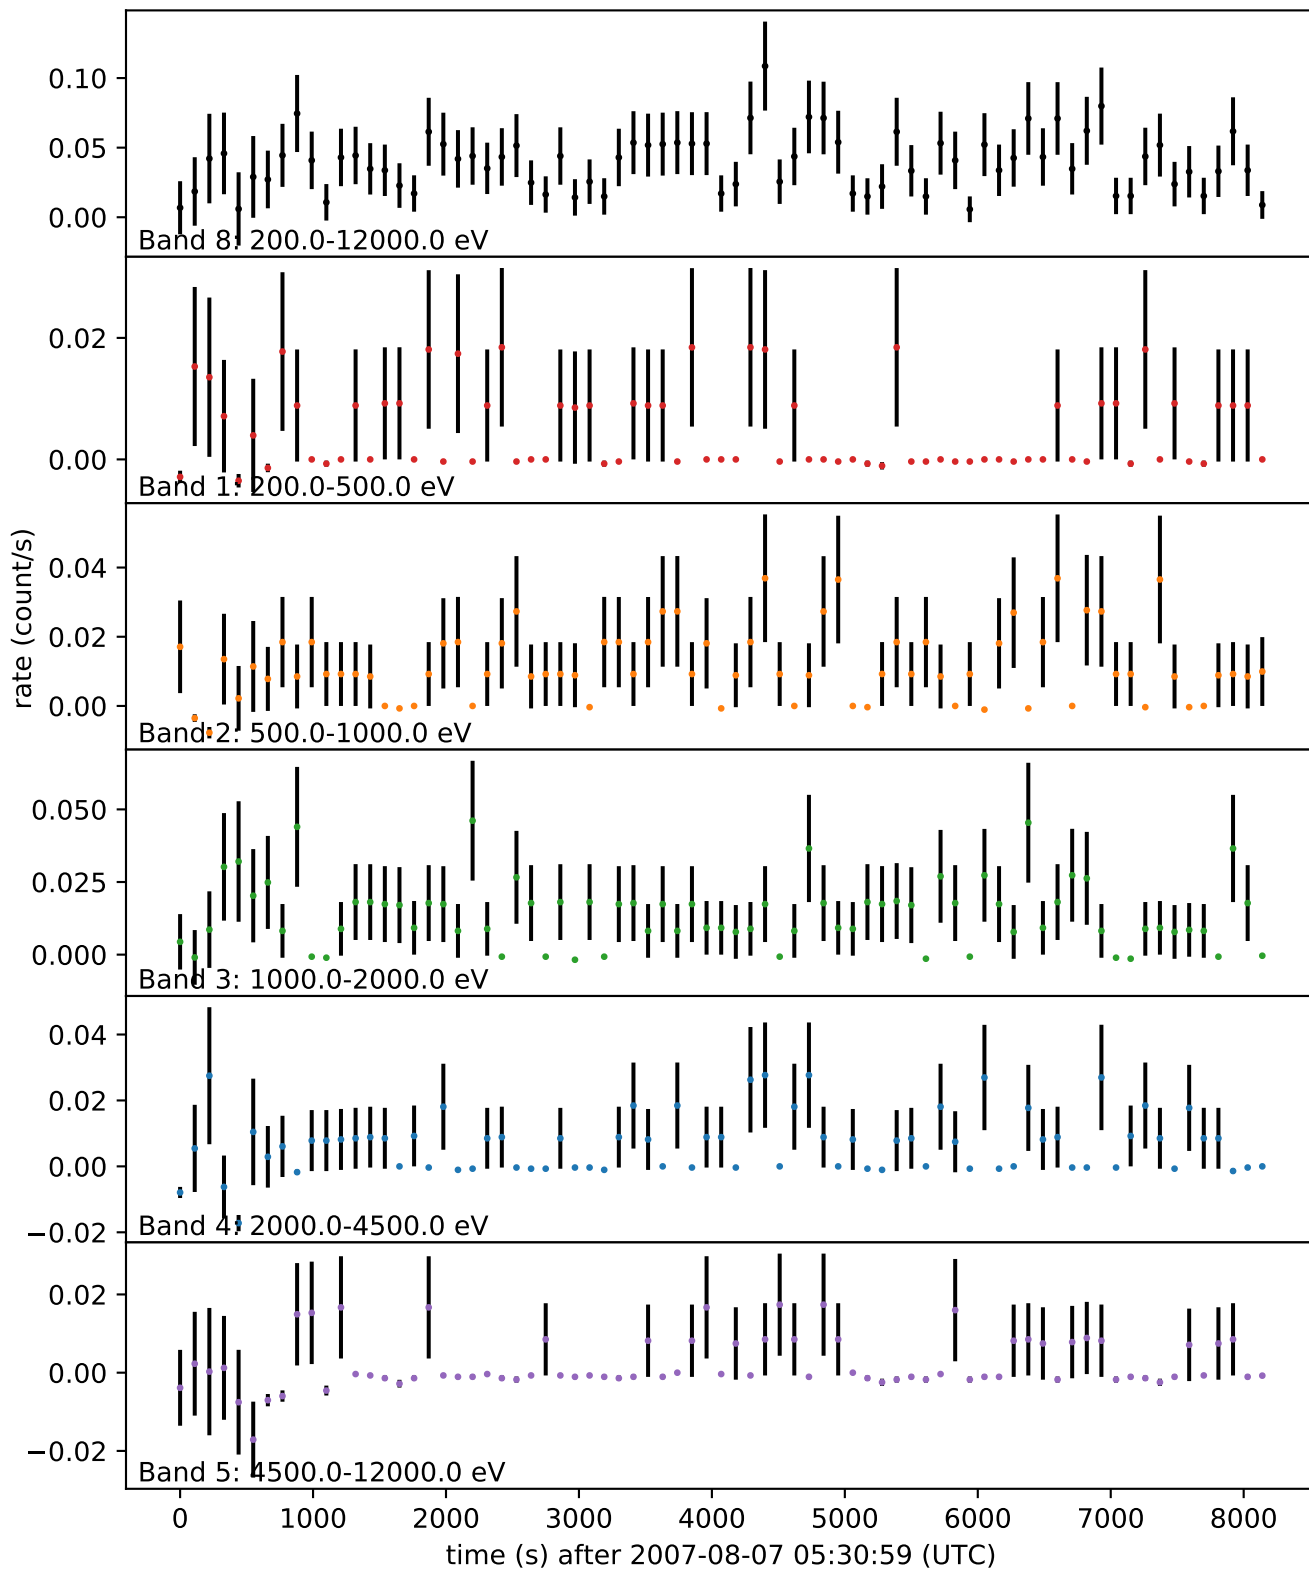 0.10
0.05
0.00
Band 8: 200.0-12000.0 eV
0.02
0.00
Band 1: 200.0-500.0 eV
rate (count/s)
0.04
0.02
0.00
Band 2: 500.0-1000.0 eV
0.050
0.025
0.000
Band 3: 1000.0-2000.0 eV
0.04
0.02
0.00
−0.02
Band 4: 2000.0-4500.0 eV
0.02
0.00
−0.02
Band 5: 4500.0-12000.0 eV
0 1000 2000 3000 4000 5000 6000 7000 8000
time (s) after 2007-08-07 05:30:59 (UTC)